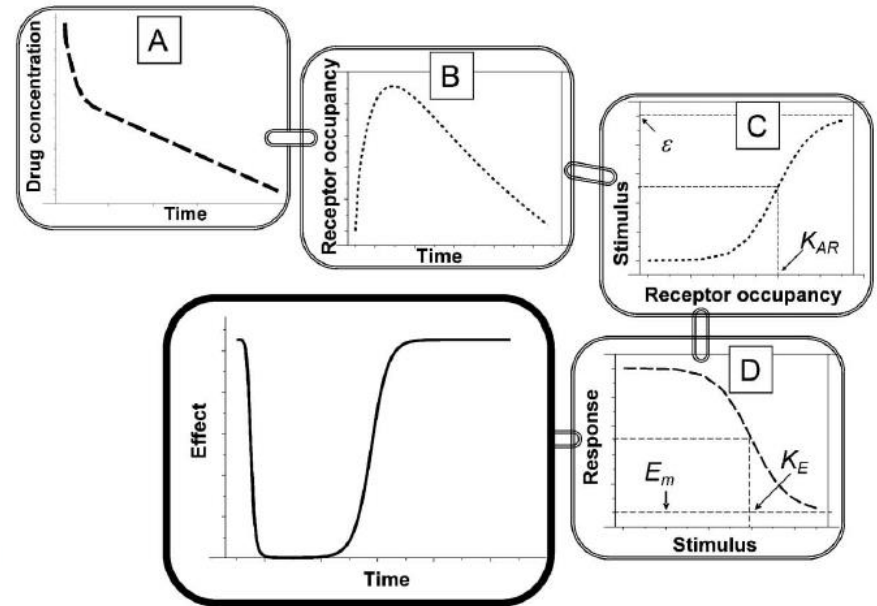 A
Drug concentration
Time
B
Receptor occupancy
Time
C
ε
Stimulus
K_AR
Receptor occupancy
Effect
Time
D
Response
E_m
K_E
Stimulus